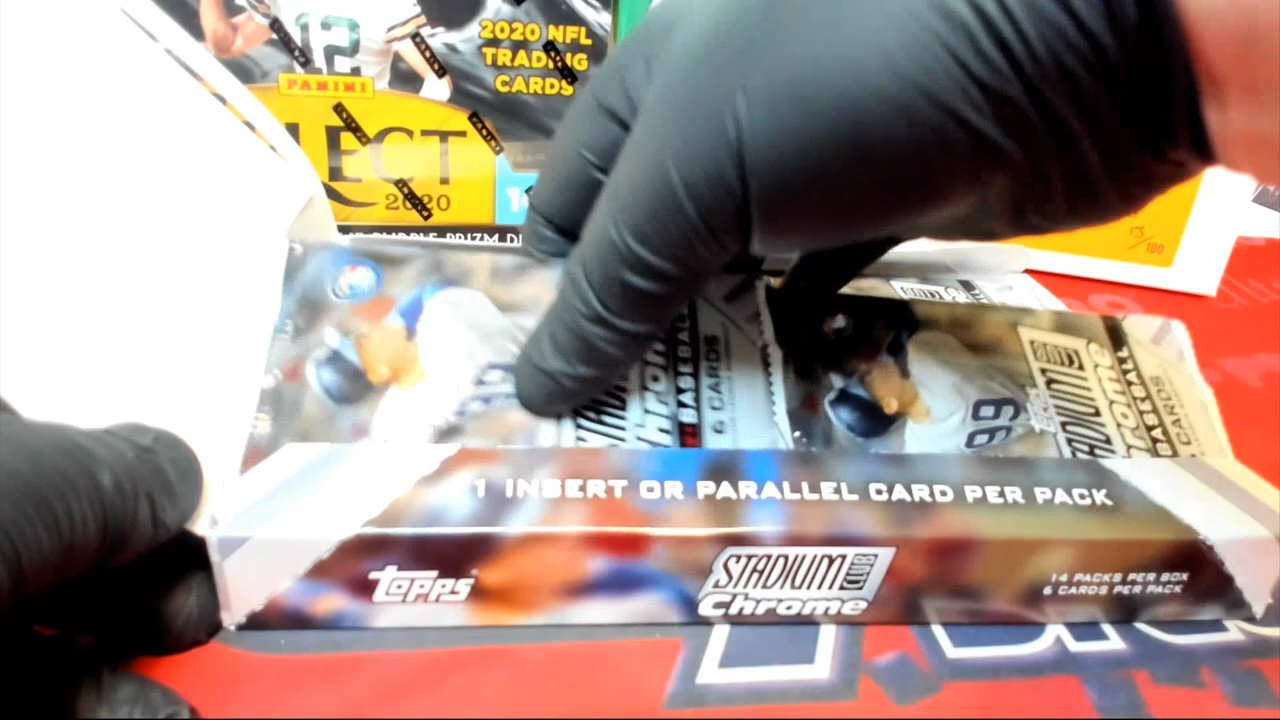 12
2020 NFL
TRADING
CARDS
PANINI
LECT
2020
13/100
STADIUM
Chrome
BASEBALL
6 CARDS
99
STADIUM
Chrome
BASEBALL
CARDS
1 INSERT OR PARALLEL CARD PER PACK
topps
STADIUM CLUB
Chrome
14 PACKS PER BOX
6 CARDS PER PACK